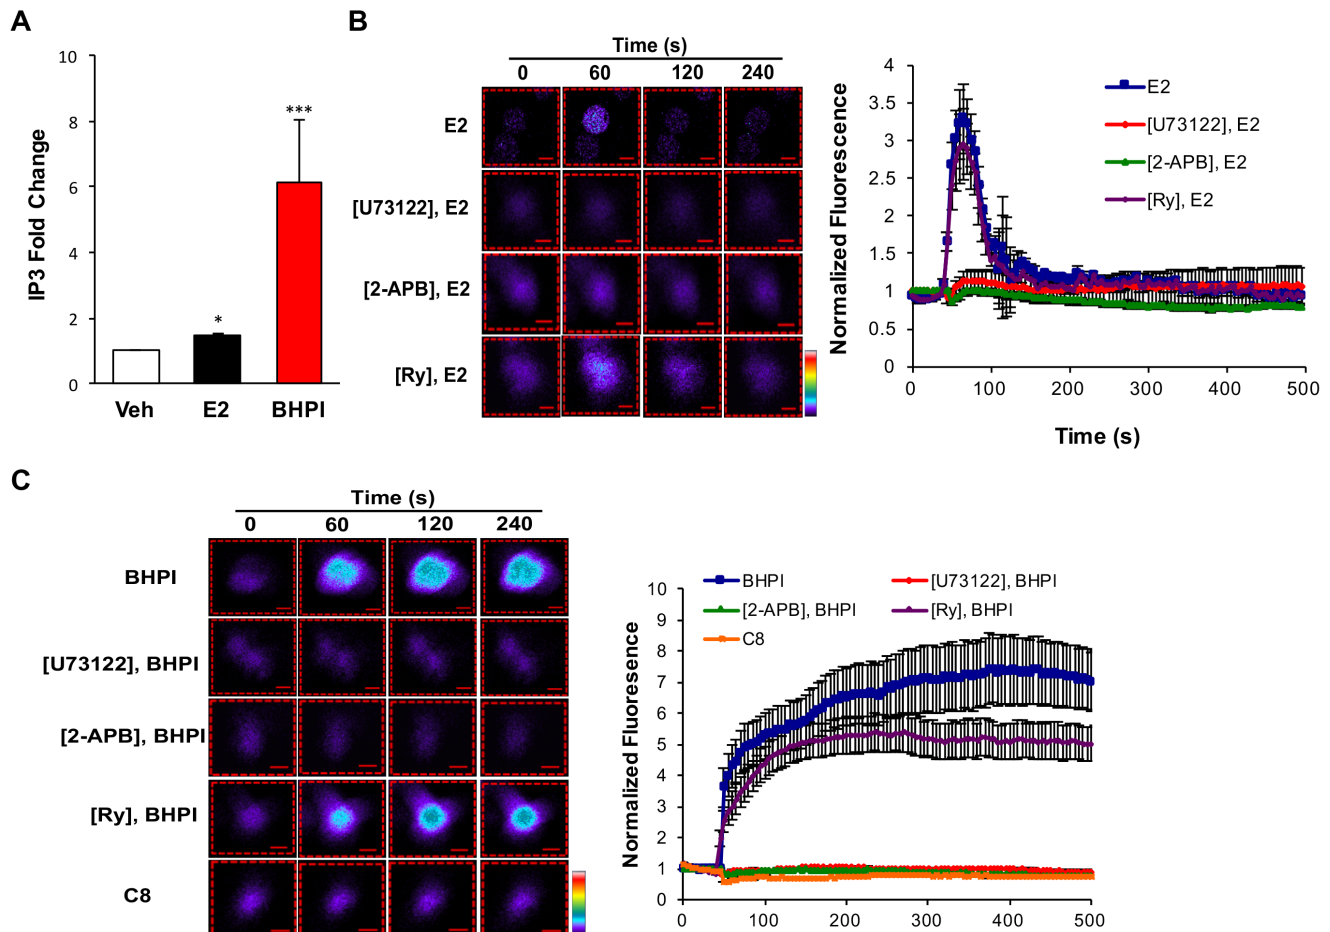 A
10
8
6
4
2
0
IP3 Fold Change
***
*
Veh
E2
BHPI
B
Time (s)
0
60
120
240
E2
[U73122], E2
[2-APB], E2
[Ry], E2
4
3.5
3
2.5
2
1.5
1
0.5
0
Normalized Fluorescence
E2
[U73122], E2
[2-APB], E2
[Ry], E2
0
100
200
300
400
500
Time (s)
C
Time (s)
0
60
120
240
BHPI
[U73122], BHPI
[2-APB], BHPI
[Ry], BHPI
C8
BHPI
[U73122], BHPI
[2-APB], BHPI
[Ry], BHPI
C8
10
9
8
7
6
5
4
3
2
1
0
Normalized Fluoresence
0
100
200
300
400
500